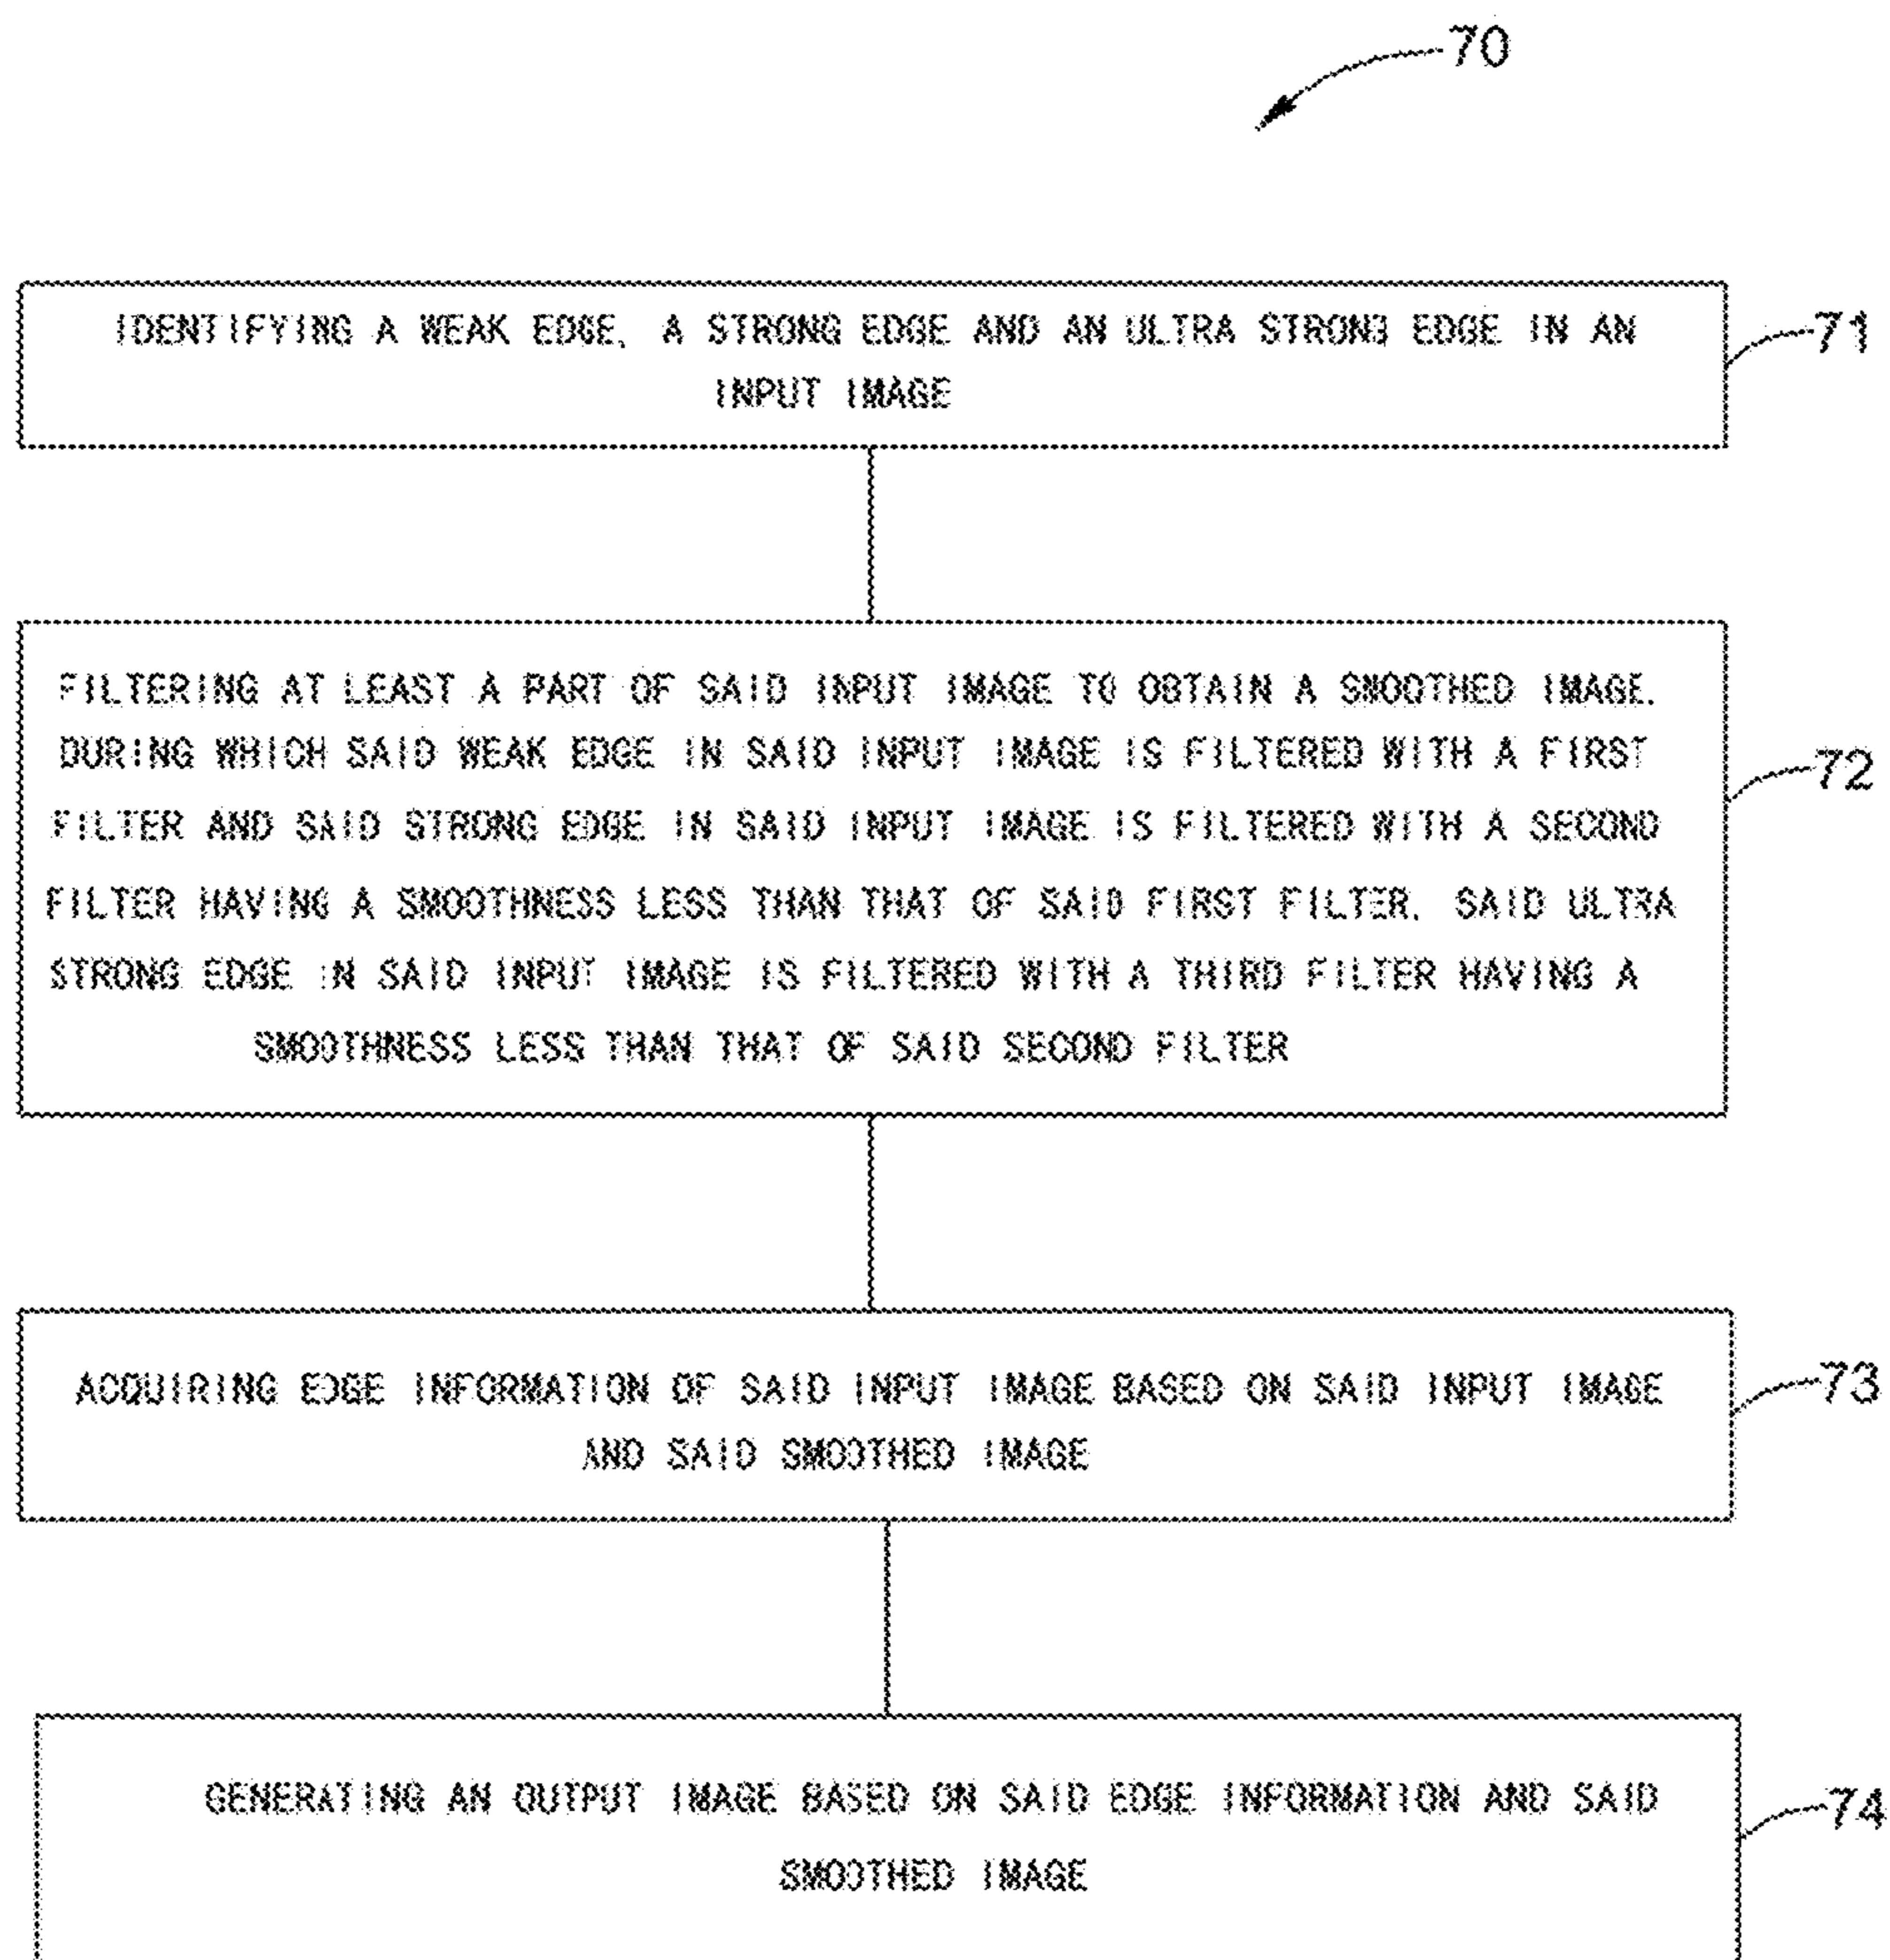 70
IDENTIFYING A WEAK EDGE, A STRONG EDGE AND AN ULTRA STRONG EDGE IN AN
INPUT IMAGE
71
FILTERING AT LEAST A PART OF SAID INPUT IMAGE TO OBTAIN A SMOOTHED IMAGE,
DURING WHICH SAID WEAK EDGE IN SAID INPUT IMAGE IS FILTERED WITH A FIRST
FILTER AND SAID STRONG EDGE IN SAID INPUT IMAGE IS FILTERED WITH A SECOND
FILTER HAVING A SMOOTHNESS LESS THAN THAT OF SAID FIRST FILTER, SAID ULTRA
STRONG EDGE IN SAID INPUT IMAGE IS FILTERED WITH A THIRD FILTER HAVING A
SMOOTHNESS LESS THAN THAT OF SAID SECOND FILTER
72
ACQUIRING EDGE INFORMATION OF SAID INPUT IMAGE BASED ON SAID INPUT IMAGE
AND SAID SMOOTHED IMAGE
73
GENERATING AN OUTPUT IMAGE BASED ON SAID EDGE INFORMATION AND SAID
SMOOTHED IMAGE
74